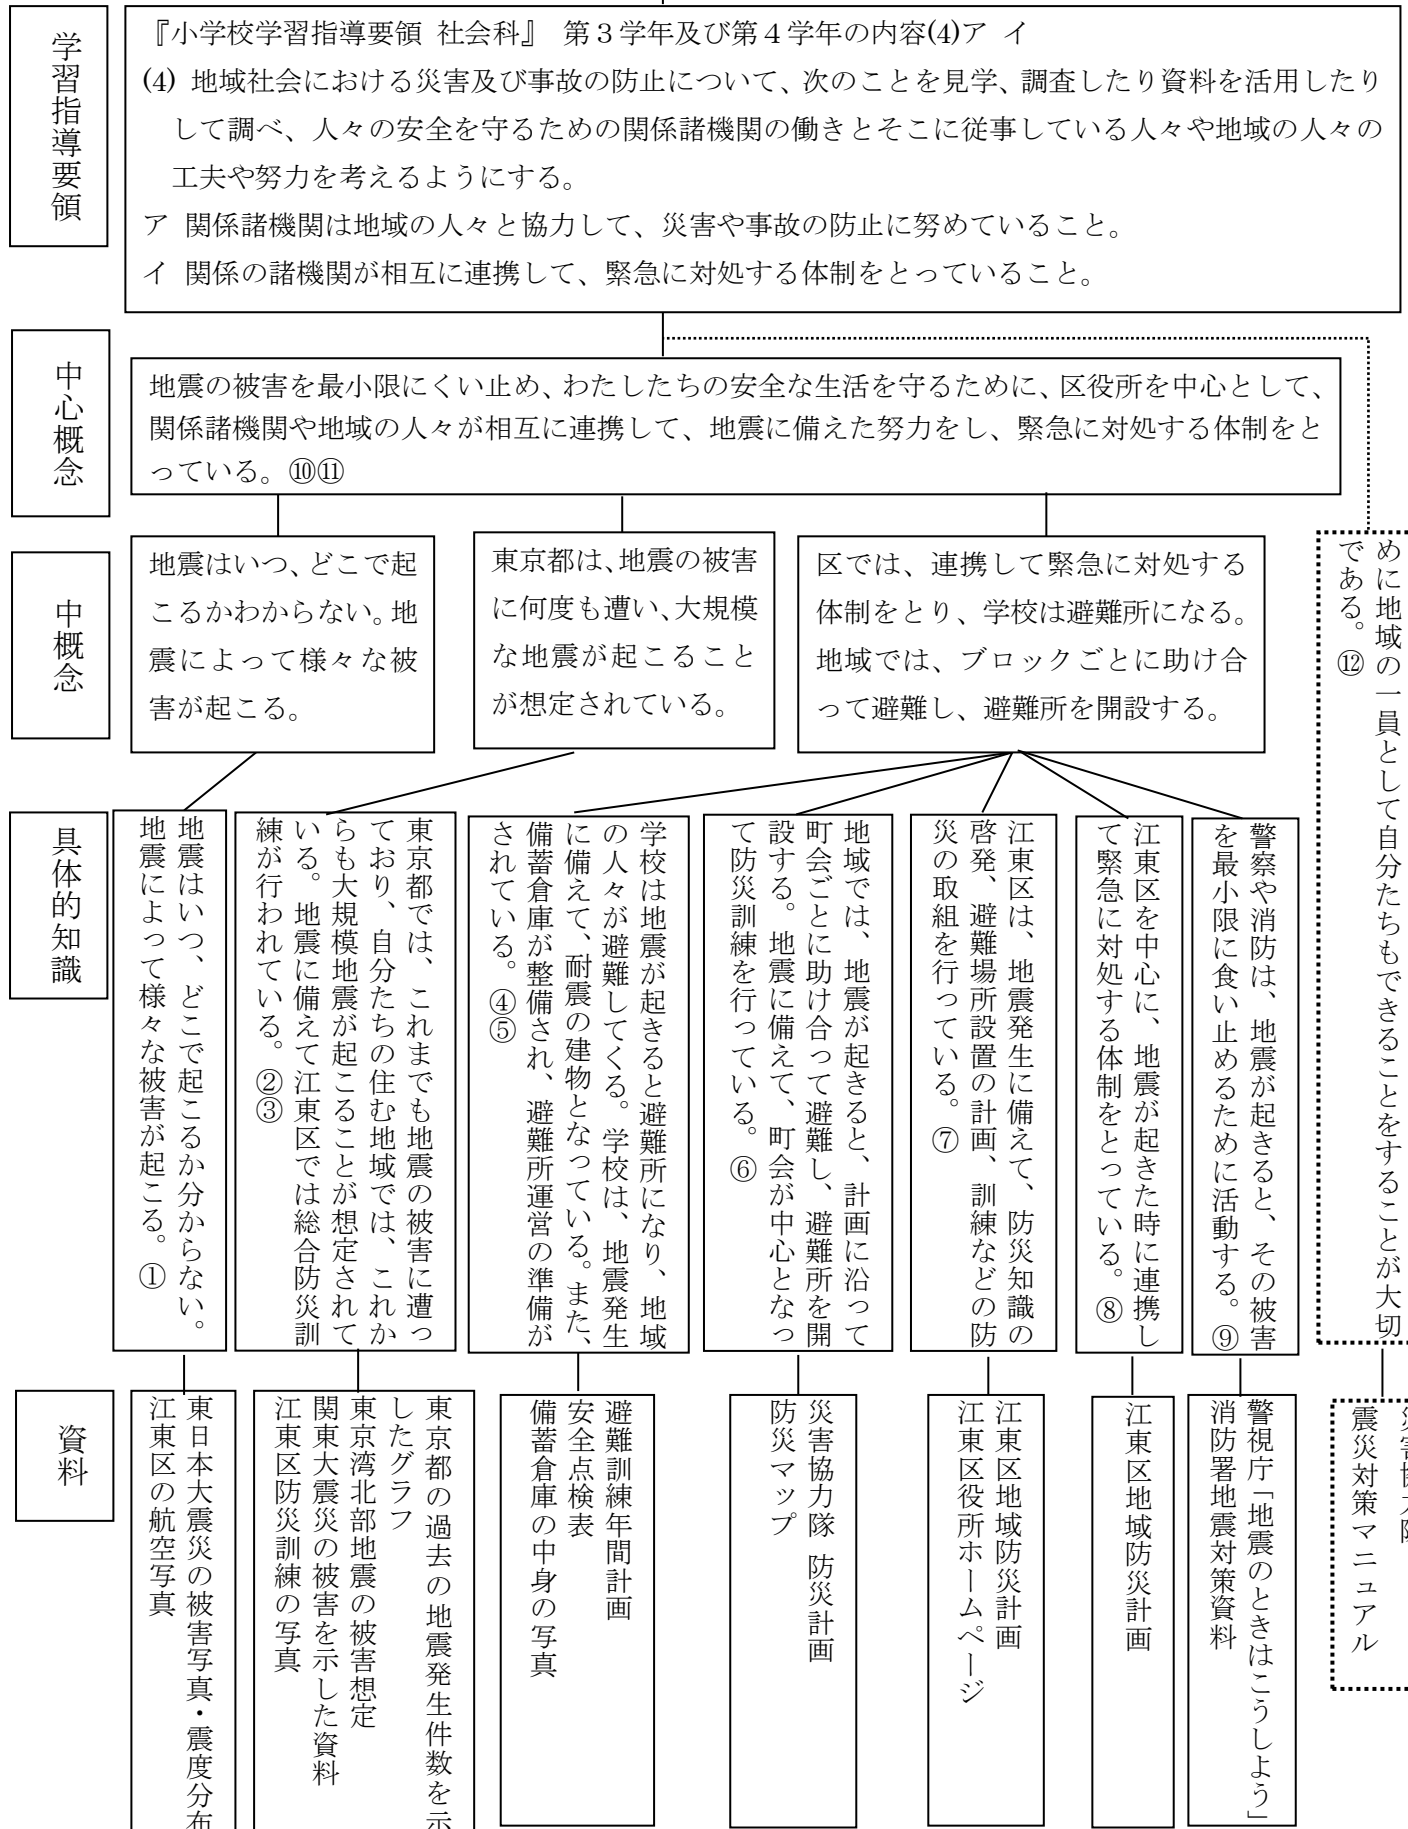 学習指導要領
『小学校学習指導要領 社会科』 第３学年及び第４学年の内容(4)ア イ
(4) 地域社会における災害及び事故の防止について、次のことを見学、調査したり資料を活用したり
して調べ、人々の安全を守るための関係諸機関の働きとそこに従事している人々や地域の人々の
工夫や努力を考えるようにする。
ア 関係諸機関は地域の人々と協力して、災害や事故の防止に努めていること。
イ 関係の諸機関が相互に連携して、緊急に対処する体制をとっていること。
中心概念
地震の被害を最小限にくい止め、わたしたちの安全な生活を守るために、区役所を中心として、
関係諸機関や地域の人々が相互に連携して、地震に備えた努力をし、緊急に対処する体制をと
っている。⑩⑪
中概念
地震はいつ、どこで起
こるかわからない。地
震によって様々な被
害が起こる。
東京都は、地震の被害
に何度も遭い、大規模
な地震が起こること
が想定されている。
区では、連携して緊急に対処する
体制をとり、学校は避難所になる。
地域では、ブロックごとに助け合
って避難し、避難所を開設する。
めに地域の一員として自分たちもできることをすることが大切
である。⑫
具体的知識
地震はいつ、どこで起こるか分からない。
地震によって様々な被害が起こる。①
東京都では、これまでも地震の被害に遭っ
ており、自分たちの住む地域では、これか
らも大規模地震が起こることが想定されて
いる。地震に備えて江東区では総合防災訓
練が行われている。②③
学校は地震が起きると避難所になり、地域
の人々が避難してくる。学校は、地震発生
に備えて、耐震の建物となっている。また、
備蓄倉庫が整備され、避難所運営の準備が
されている。④⑤
地域では、地震が起きると、計画に沿って
町会ごとに助け合って避難し、避難所を開
設する。地震に備えて、町会が中心となっ
て防災訓練を行っている。⑥
江東区は、地震発生に備えて、防災知識の
啓発、避難場所設置の計画、訓練などの防
災の取組を行っている。⑦
江東区を中心に、地震が起きた時に連携し
て緊急に対処する体制をとっている。⑧
警察や消防は、地震が起きると、その被害
を最小限に食い止めるために活動する。⑨
資料
東日本大震災の被害写真・震度分布
江東区の航空写真
東京都の過去の地震発生件数を示
したグラフ
東京湾北部地震の被害想定
関東大震災の被害を示した資料
江東区防災訓練の写真
避難訓練年間計画
安全点検表
備蓄倉庫の中身の写真
災害協力隊 防災計画
防災マップ
江東区地域防災計画
江東区役所ホームページ
江東区地域防災計画
警視庁「地震のときはこうしよう」
消防署地震対策資料
震災対策マニュアル